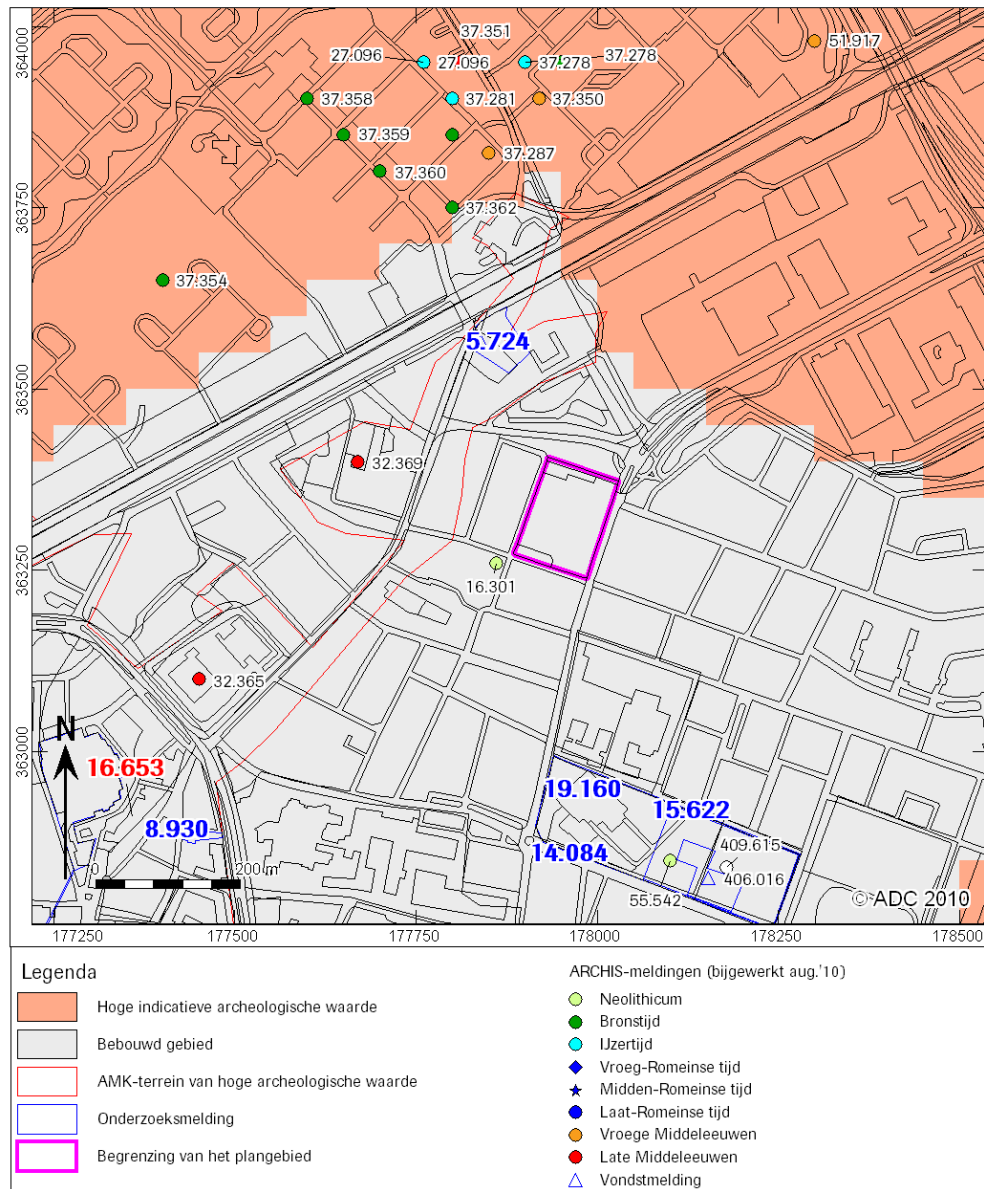 364000
363750
363500
363250
363000
37.351
51.917
27.096
27.096
37.278
37.278
37.358
37.281
37.350
37.359
37.287
37.360
37.362
37.354
5.724
32.369
16.301
32.365
N
16.653
8.930
19.160
15.622
14.084
409.615
406.016
55.542
0
200 m
© ADC 2010
177250
177500
177750
178000
178250
178500
Legenda
Hoge indicatieve archeologische waarde
Bebouwd gebied
AMK-terrein van hoge archeologische waarde
Onderzoeksmelding
Begrenzing van het plangebied
ARCHIS-meldingen (bijgewerkt aug.'10)
Neolithicum
Bronstijd
IJzertijd
Vroeg-Romeinse tijd
Midden-Romeinse tijd
Laat-Romeinse tijd
Vroege Middeleeuwen
Late Middeleeuwen
Vondstmelding